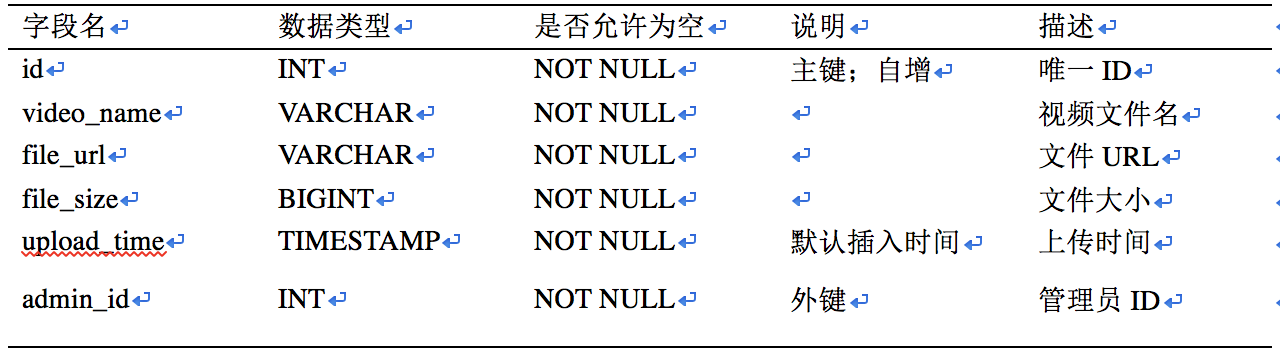 字段名 数据类型 是否允许为空 说明 描述
id INT NOT NULL 主键；自增 唯一 ID
video_name VARCHAR NOT NULL 视频文件名
file_url VARCHAR NOT NULL 文件 URL
file_size BIGINT NOT NULL 文件大小
upload_time TIMESTAMP NOT NULL 默认插入时间 上传时间
admin_id INT NOT NULL 外键 管理员 ID